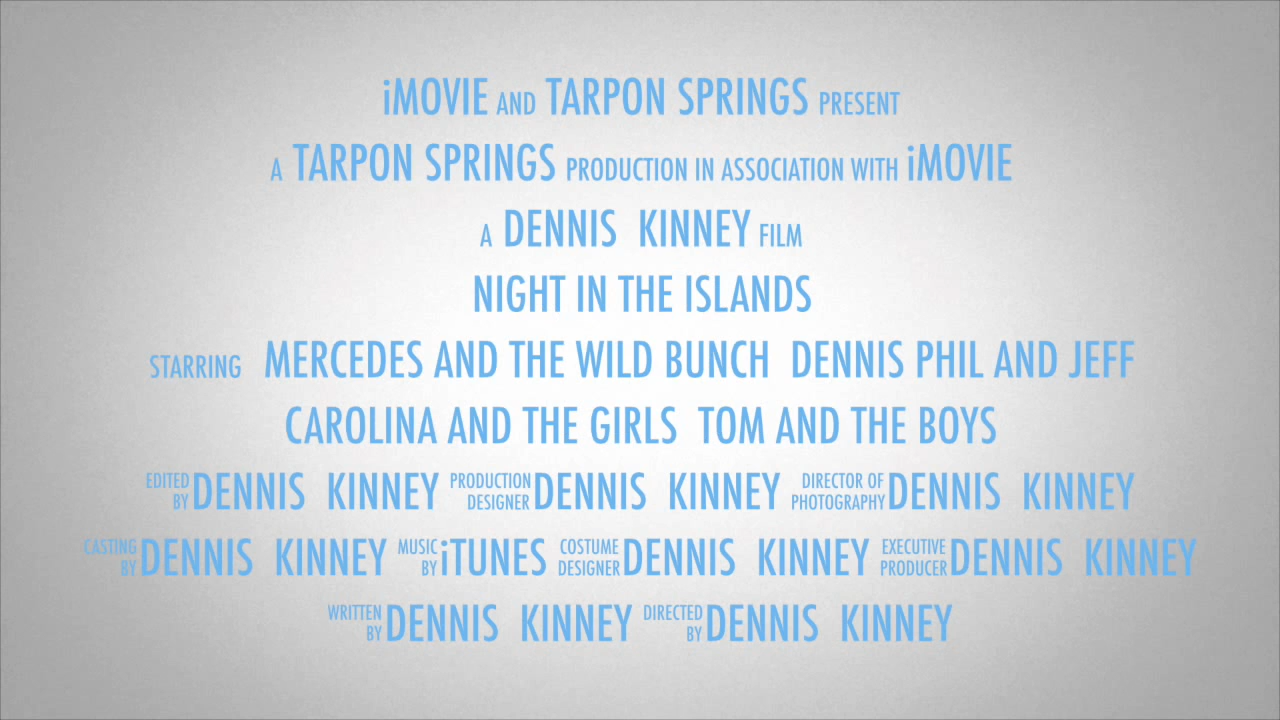 iMOVIE AND TARPON SPRINGS PRESENT
A TARPON SPRINGS PRODUCTION IN ASSOCIATION WITH iMOVIE
A DENNIS KINNEY FILM
NIGHT IN THE ISLANDS
STARRING MERCEDES AND THE WILD BUNCH DENNIS PHIL AND JEFF
CAROLINA AND THE GIRLS TOM AND THE BOYS
EDITED BY DENNIS KINNEY PRODUCTION DESIGNER DENNIS KINNEY DIRECTOR OF PHOTOGRAPHY DENNIS KINNEY
CASTING BY DENNIS KINNEY MUSIC BY iTUNES COSTUME DESIGNER DENNIS KINNEY EXECUTIVE PRODUCER DENNIS KINNEY
WRITTEN BY DENNIS KINNEY DIRECTED BY DENNIS KINNEY